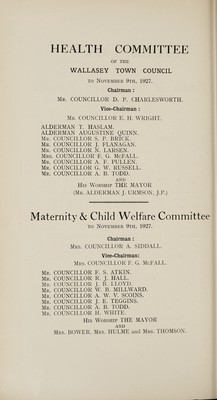 HEALTH COMMITTEE
OF THE
WALLASEY TOWN COUNCIL
TO NOVEMBER 9TH, 1927.
Chairman :
MR. COUNCILLOR D. P. CHARLESWORTH.
Vice-Chairman :
MR. COUNCILLOR E. H. WRIGHT.
ALDERMAN T. HASLAM.
ALDERMAN AUGUSTINE QUINN.
MR. COUNCILLOR S. P. BRICK.
MR. COUNCILLOR J. FLANAGAN.
MR. COUNCILLOR N. LARSEN.
MRS. COUNCILLOR F. G. McFALL.
MR. COUNCILLOR A. F. PULLEN.
MR. COUNCILLOR G. W. RUSSELL.
MR. COUNCILLOR A. B. TODD.
AND
HIS WORSHIP THE MAYOR
(MR. ALDERMAN J. URMSON, J.P.)
Maternity & Child Welfare Committee
TO NOVEMBER 9TH, 1927.
Chairman :
MRS. COUNCILLOR A. SIDDALL.
Vice-Chairman:
MRS. COUNCILLOR F. G. McFALL.
MR. COUNCILLOR F. S. ATKIN.
MR. COUNCILLOR R. J. HALL.
MR. COUNCILLOR J. B. LLOYD.
MR. COUNCILLOR W. B. MILLWARD.
MR. COUNCILLOR A. W. V. SCOINS.
MR. COUNCILLOR J. E. TEGGINS.
MR. COUNCILLOR A. B. TODD.
MR. COUNCILLOR H. WHITE.
HIS WORSHIP THE MAYOR
AND
MRS. BOWER, MRS. HULME and MRS. THOMSON.